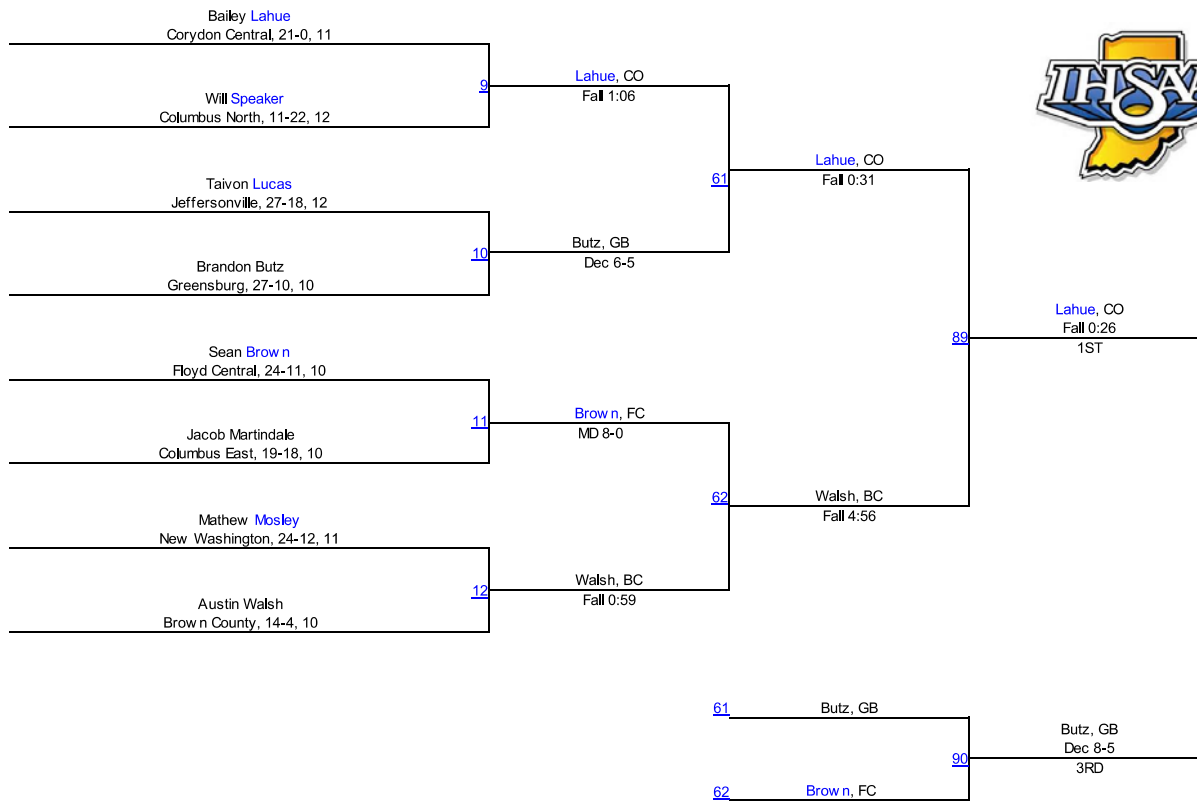 Bailey Lahue
Corydon Central, 21-0, 11
Will Speaker
Columbus North, 11-22, 12
9
Lahue, CO
Fall 1:06
Taivon Lucas
Jeffersonville, 27-18, 12
Brandon Butz
Greensburg, 27-10, 10
10
Butz, GB
Dec 6-5
61
Lahue, CO
Fall 0:31
Sean Brown
Floyd Central, 24-11, 10
Jacob Martindale
Columbus East, 19-18, 10
11
Brown, FC
MD 8-0
Mathew Mosley
New Washington, 24-12, 11
Austin Walsh
Brown County, 14-4, 10
12
Walsh, BC
Fall 0:59
62
Walsh, BC
Fall 4:56
89
Lahue, CO
Fall 0:26
1ST
61
Butz, GB
62
Brown, FC
90
Butz, GB
Dec 8-5
3RD
IHSAA